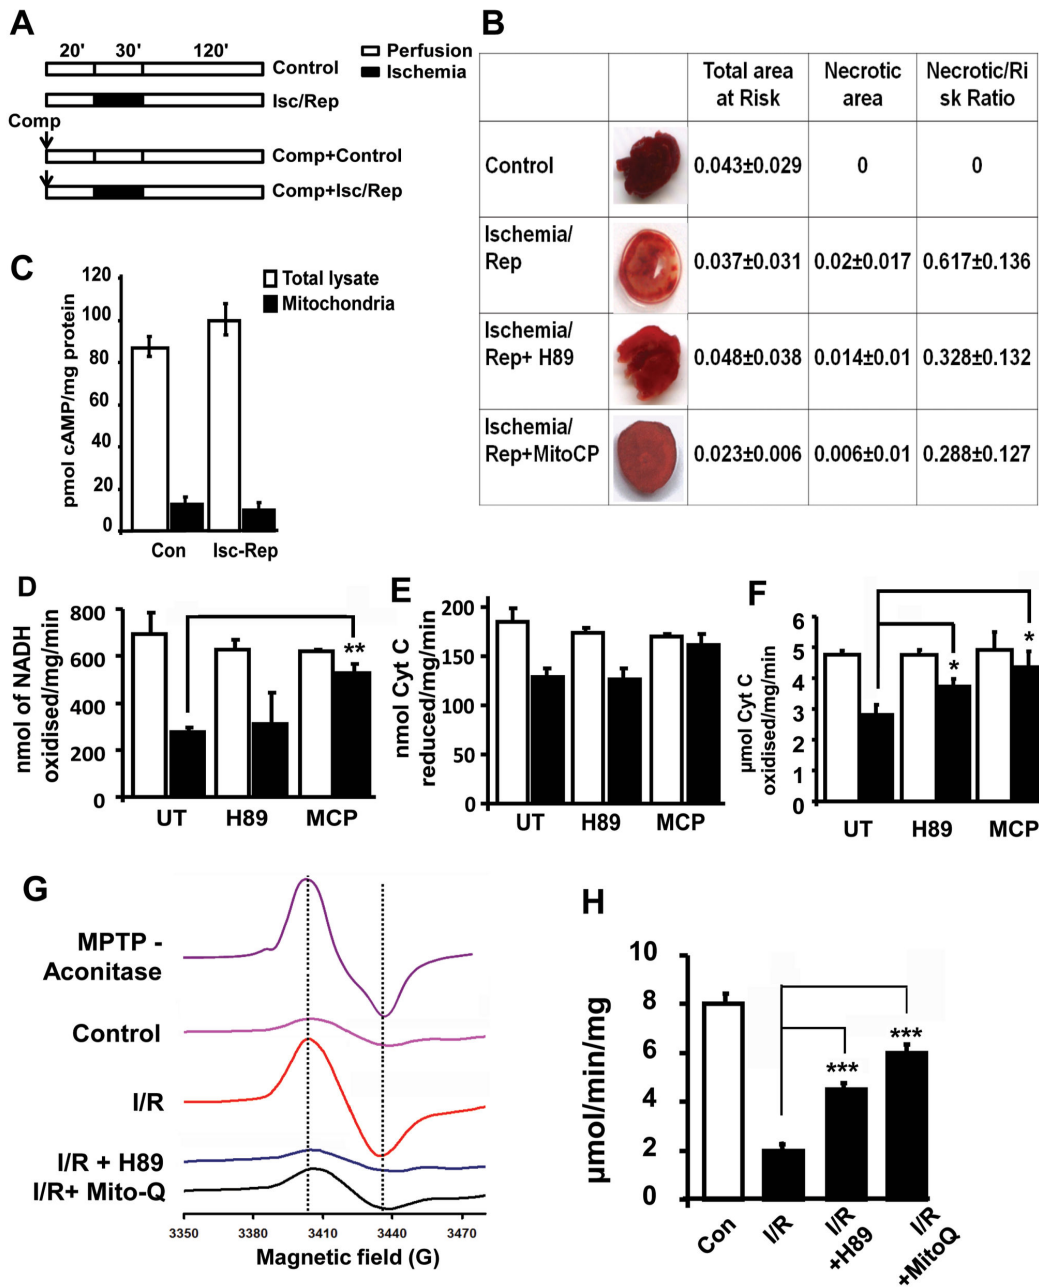 A
20' 30' 120'
Perfusion
Ischemia
Control
Isc/Rep
Comp
Comp+Control
Comp+Isc/Rep
B
Total area
at Risk
Necrotic
area
Necrotic/Ri
sk Ratio
Control
0.043±0.029 0 0
Ischemia/
Rep
0.037±0.031 0.02±0.017 0.617±0.136
Ischemia/
Rep+ H89
0.048±0.038 0.014±0.01 0.328±0.132
Ischemia/
Rep+MitoCP
0.023±0.006 0.006±0.01 0.288±0.127
C
pmol cAMP/mg protein
120
100
80
60
40
20
0
Total lysate
Mitochondria
Con Isc-Rep
D
nmol of NADH
oxidised/mg/min
800
600
400
200
0
**
UT H89 MCP
E
nmol Cyt C
reduced/mg/min
200
150
100
50
0
UT H89 MCP
F
µmol Cyt C
oxidised/mg/min
6
5
4
3
2
1
0
*
*
UT H89 MCP
G
MPTP -
Aconitase
Control
I/R
I/R + H89
I/R+ Mito-Q
3350 3380 3410 3440 3470
Magnetic field (G)
H
µmol/min/mg
10
8
6
4
2
0
***
***
Con
I/R
I/R
+H89
I/R
+MitoQ